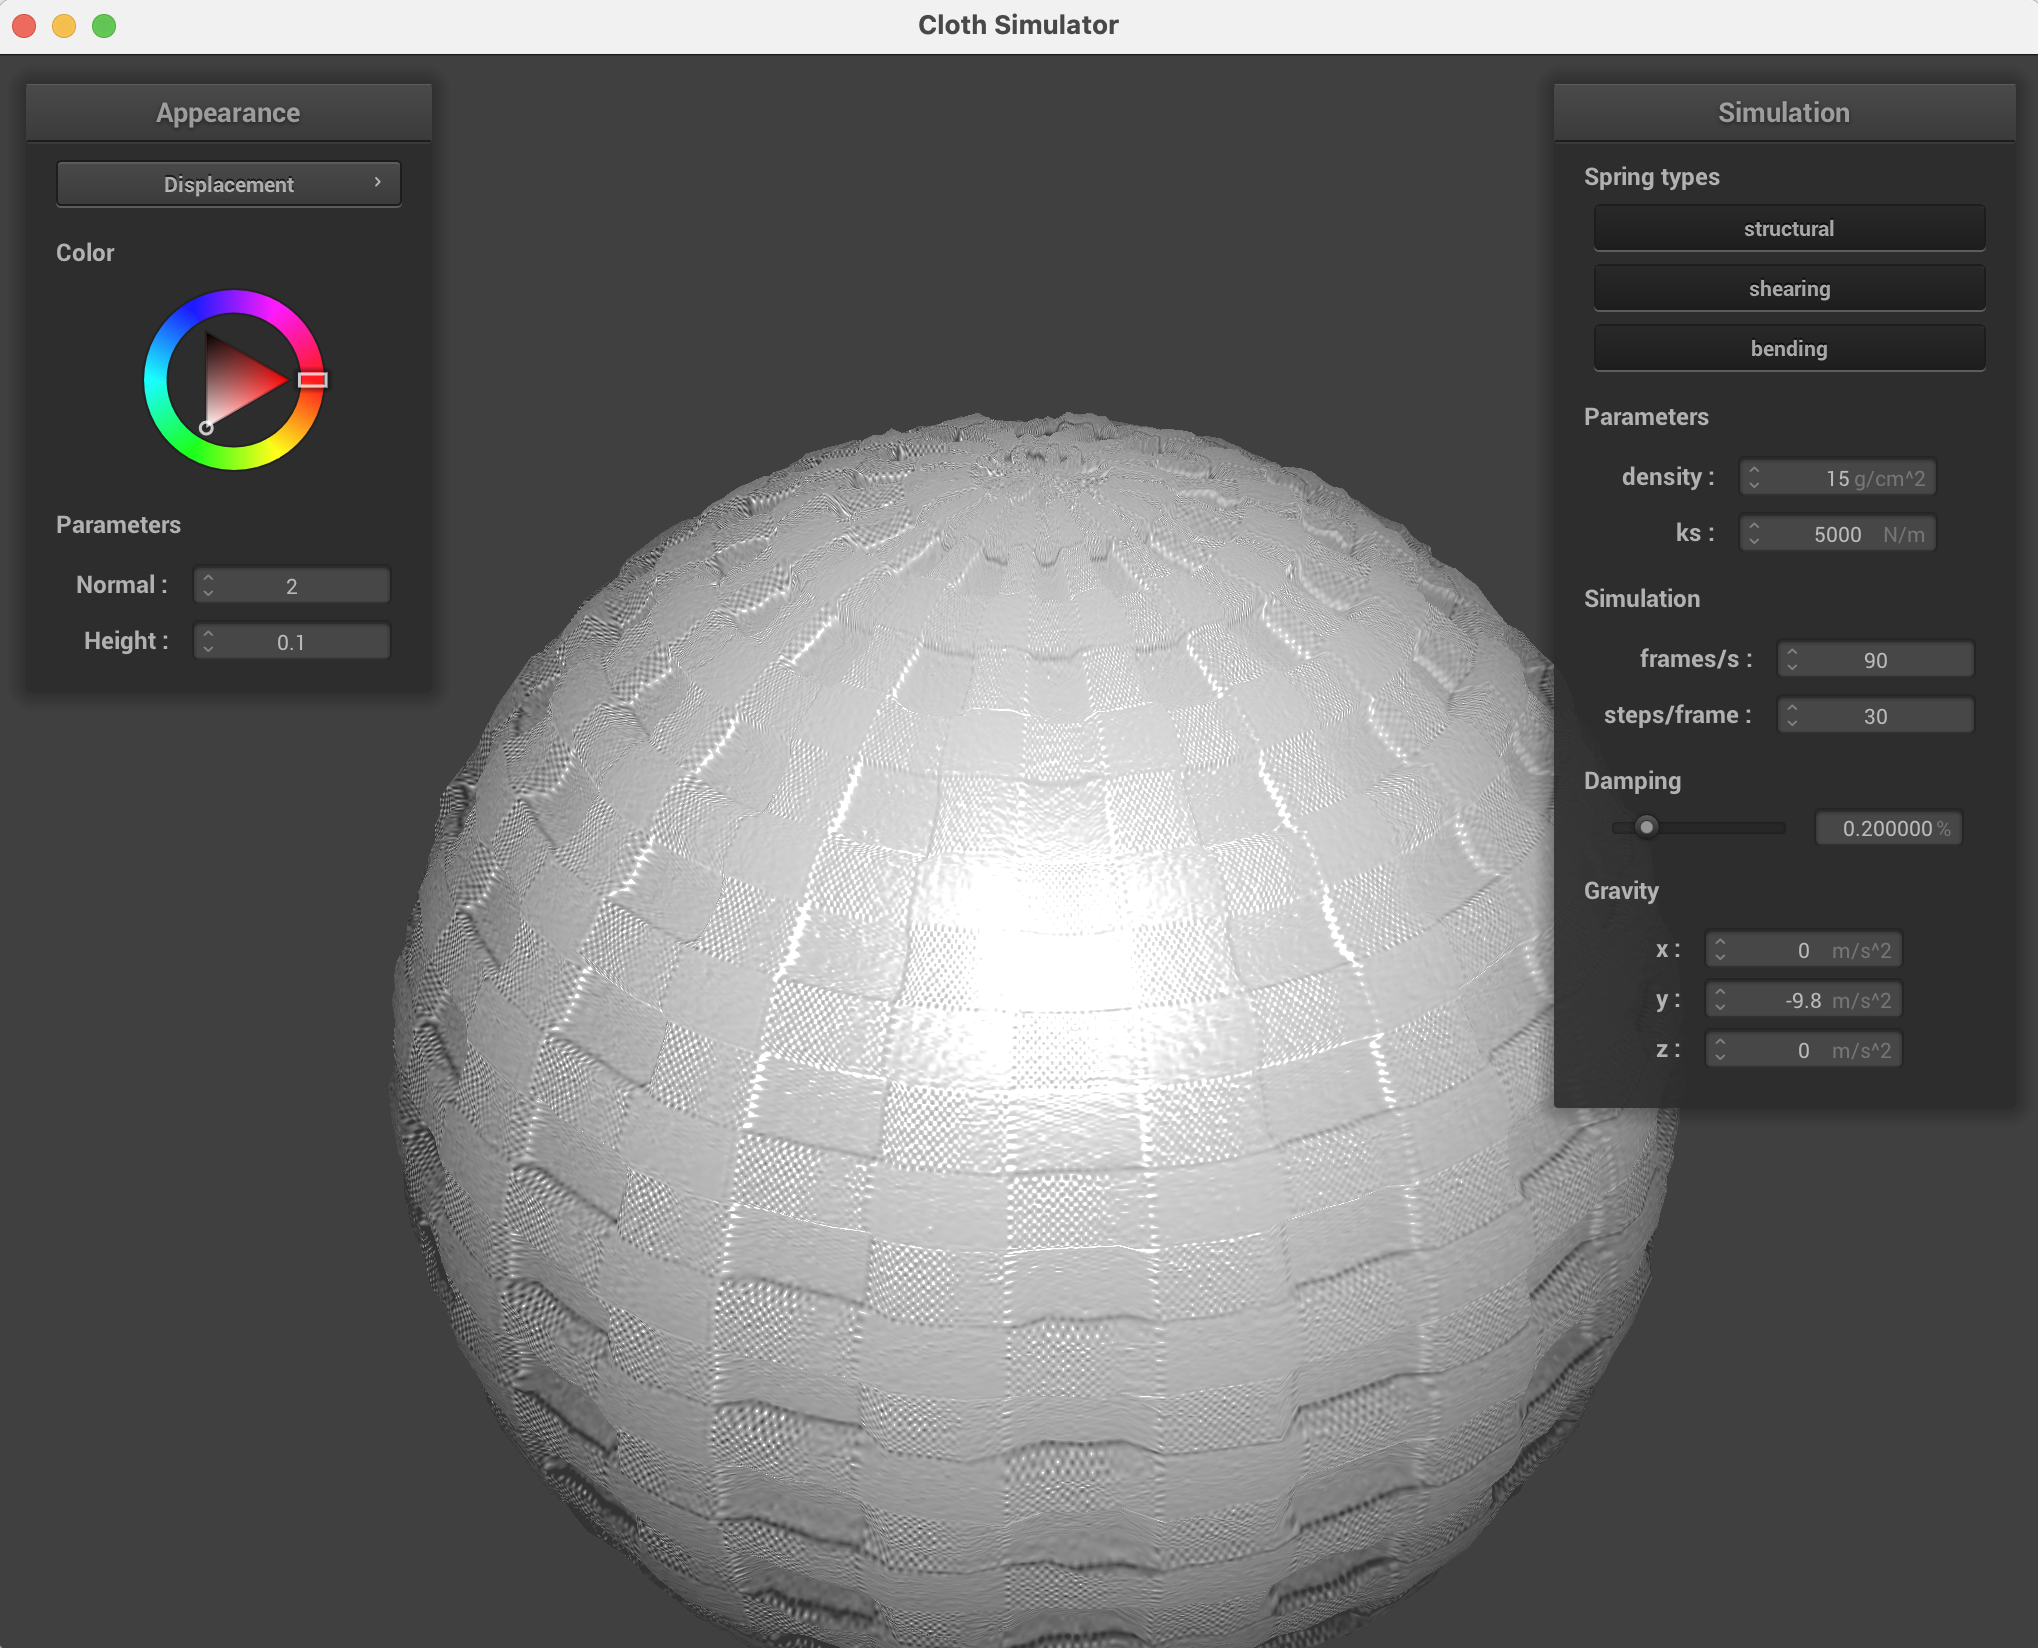 Cloth Simulator
Appearance
Displacement
Color
Parameters
Normal : 2
Height : 0.1
Simulation
Spring types
structural
shearing
bending
Parameters
density : 15 g/cm^2
ks : 5000 N/m
Simulation
frames/s : 90
steps/frame : 30
Damping
0.200000 %
Gravity
x : 0 m/s^2
y : -9.8 m/s^2
z : 0 m/s^2